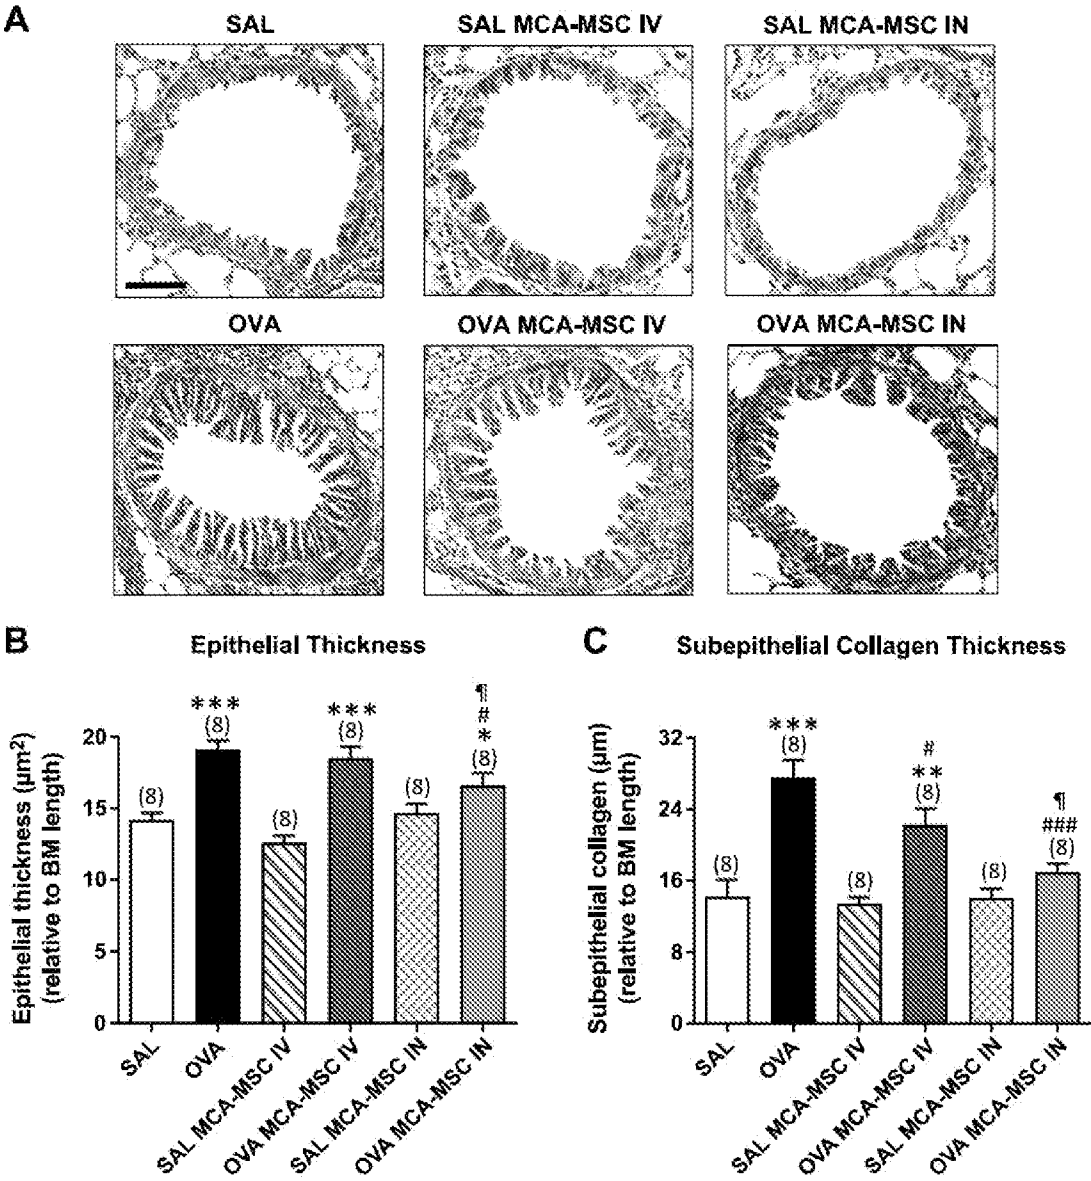 A
SAL
SAL MCA-MSC IV
SAL MCA-MSC IN
OVA
OVA MCA-MSC IV
OVA MCA-MSC IN
B
Epithelial Thickness
Epithelial thickness (µm²)
(relative to BM length)
20
15
10
5
0
(8)
***
(8)
(8)
***
(8)
(8)
¶
#
*
(8)
SAL
OVA
SAL MCA-MSC IV
OVA MCA-MSC IV
SAL MCA-MSC IN
OVA MCA-MSC IN
C
Subepithelial Collagen Thickness
Subepithelial collagen (µm)
(relative to BM length)
32
24
16
8
0
(8)
***
(8)
(8)
#
**
(8)
(8)
¶
###
(8)
SAL
OVA
SAL MCA-MSC IV
OVA MCA-MSC IV
SAL MCA-MSC IN
OVA MCA-MSC IN